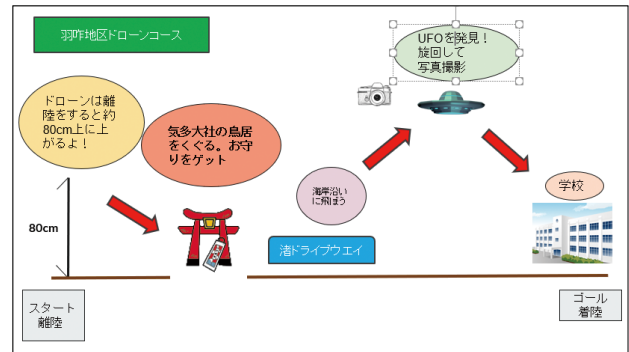 羽咋地区ドローンコース
ドローンは離
陸をすると約
80cm上に上
がるよ！
気多大社の鳥居
をくぐる。お守
りをゲット
UFOを発見！
旋回して
写真撮影
海岸沿い
に飛ぼう
学校
80cm
渚ドライブウエイ
スタート
離陸
ゴール
着陸